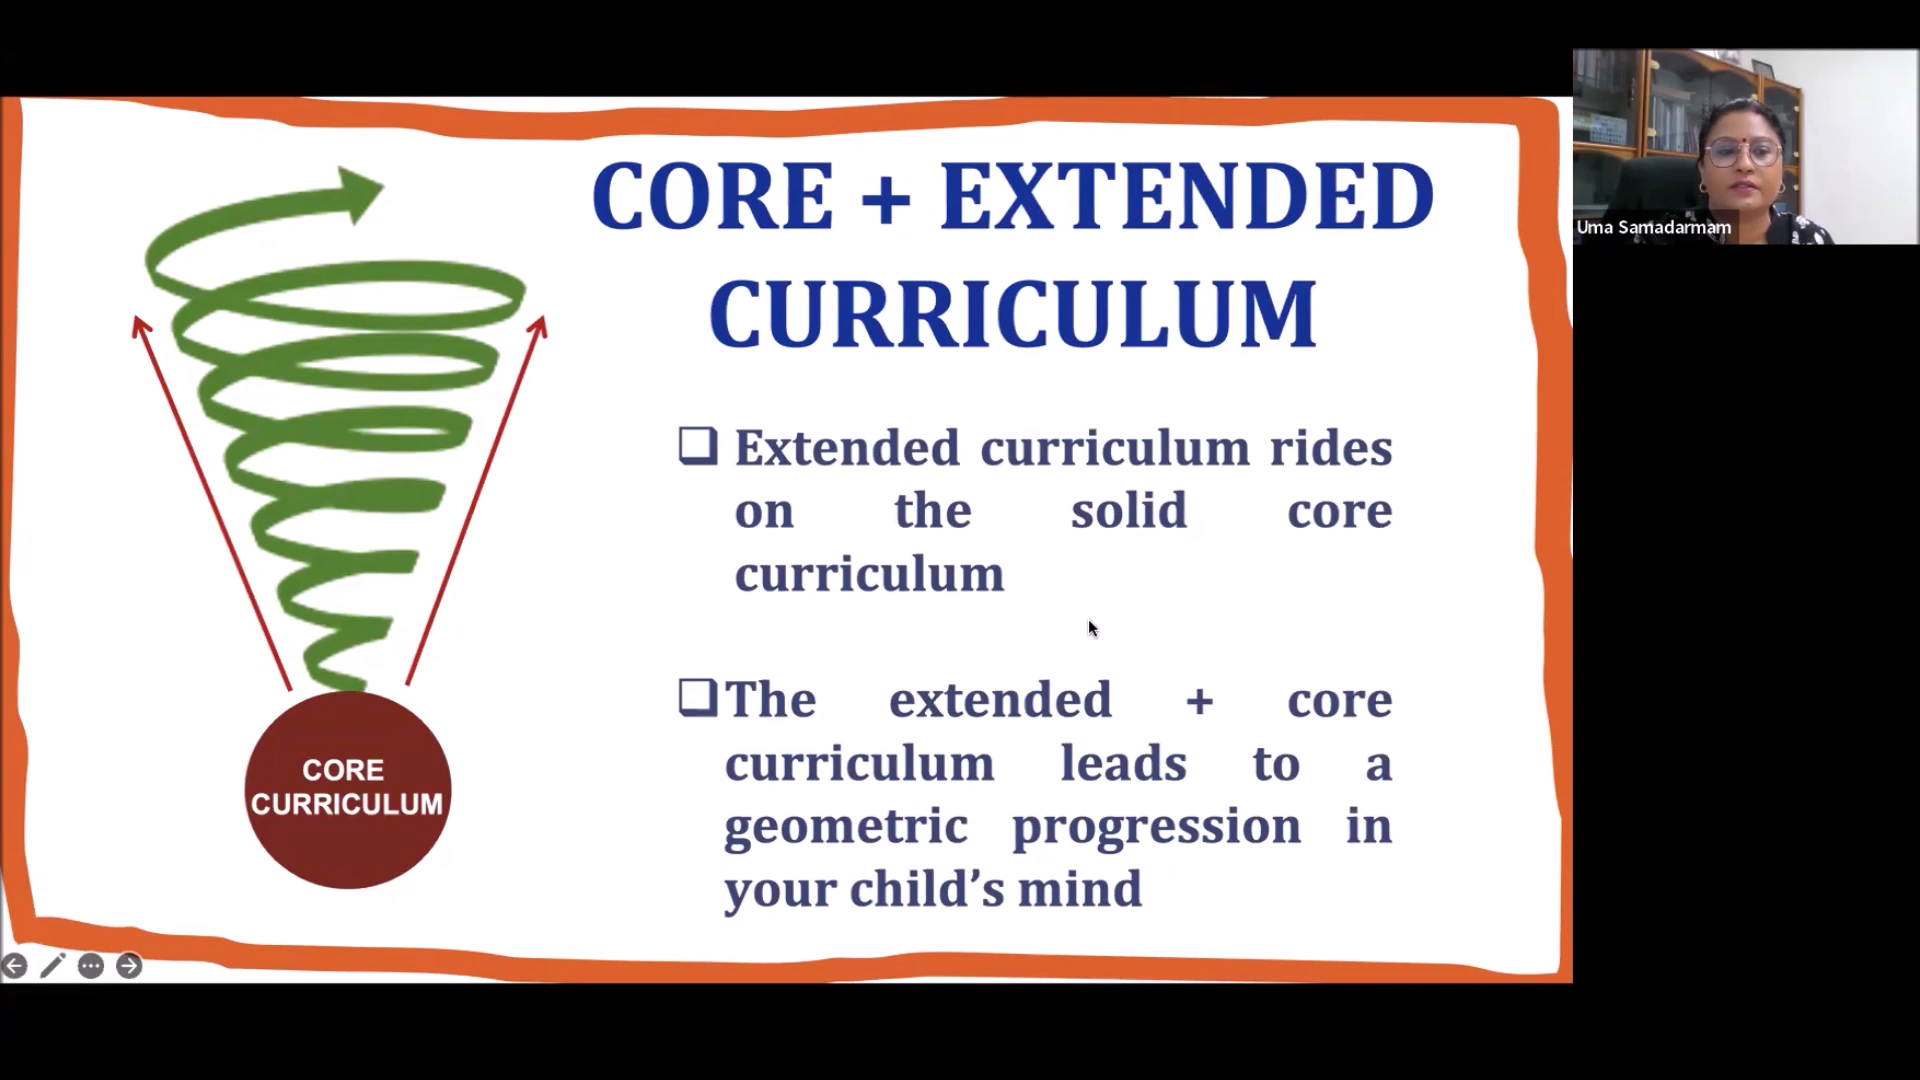 CORE + EXTENDED
CURRICULUM
❑ Extended curriculum rides
on the solid core
curriculum
❑The extended + core
curriculum leads to a
geometric progression in
your child’s mind
CORE
CURRICULUM
Uma Samadarmam